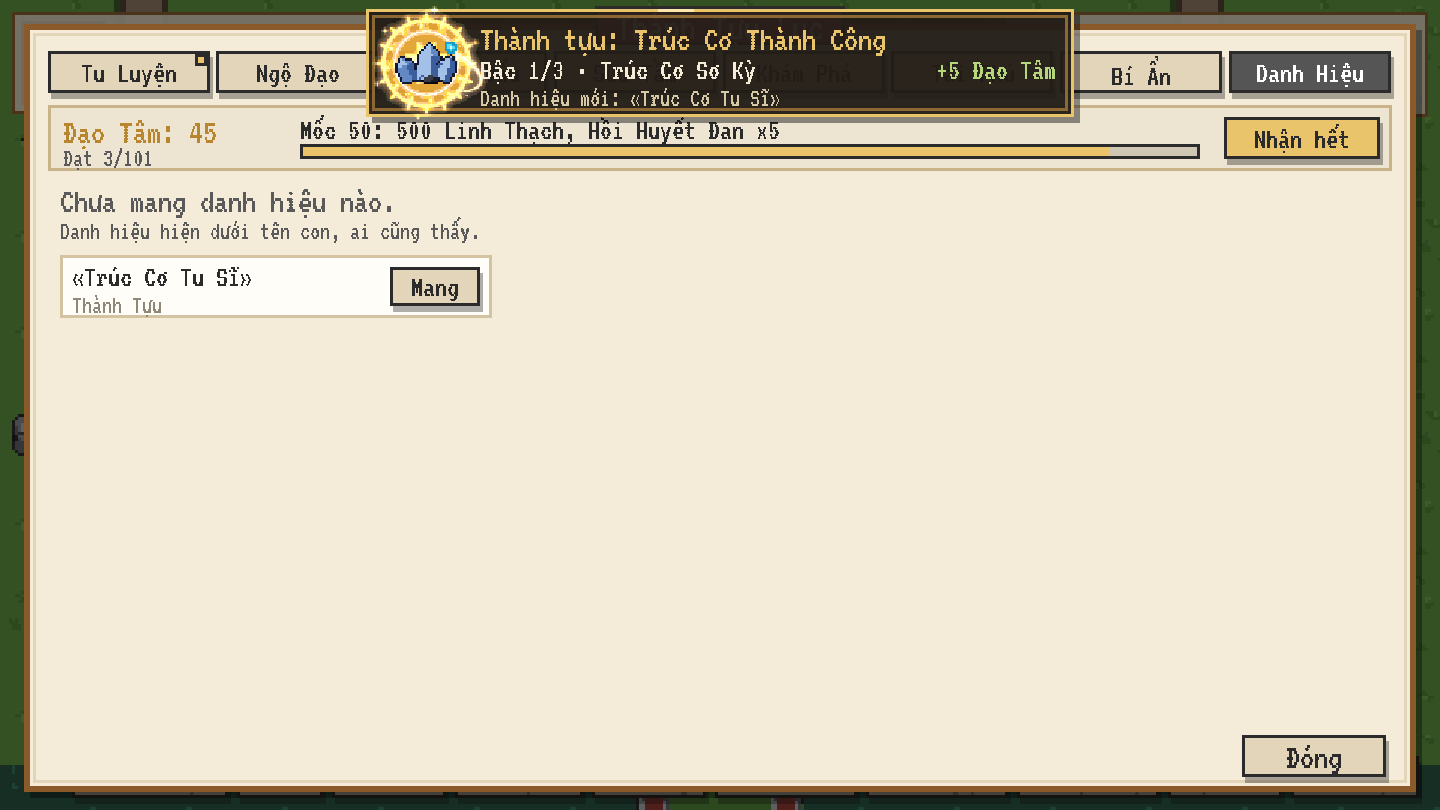 Thành tựu: Trúc Cơ Thành Công
Bậc 1/3 · Trúc Cơ Sơ Kỳ
+5 Đạo Tâm
Danh hiệu mới: «Trúc Cơ Tu Sĩ»
Tu Luyện
Ngộ Đạo
Khám Phá
Bí Ẩn
Danh Hiệu
Đạo Tâm: 45
Đạt 3/101
Mốc 50: 500 Linh Thạch, Hồi Huyết Đan x5
Nhận hết
Chưa mang danh hiệu nào.
Danh hiệu hiện dưới tên con, ai cũng thấy.
«Trúc Cơ Tu Sĩ»
Thành Tựu
Mang
Đóng